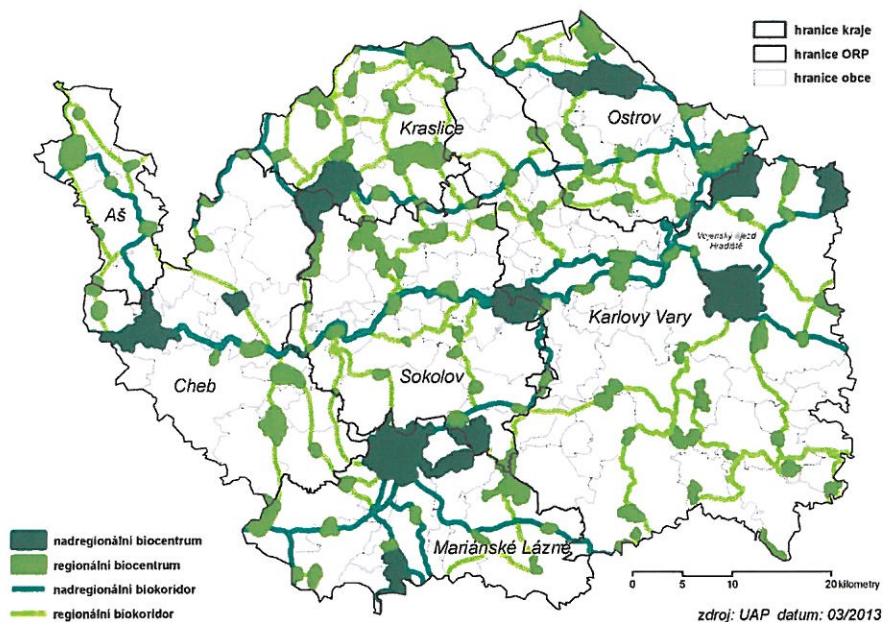 hranice kraje
hranice ORP
hranice obce
Kraslice
Ostrov
Aš
Vojenský újezd
Hradiště
Karlovy Vary
Cheb
Sokolov
Mariánské Lázně
nadregionální biocentrum
regionální biocentrum
nadregionální biokoridor
regionální biokoridor
0 5 10 20 kilometry
zdroj: UAP datum: 03/2013